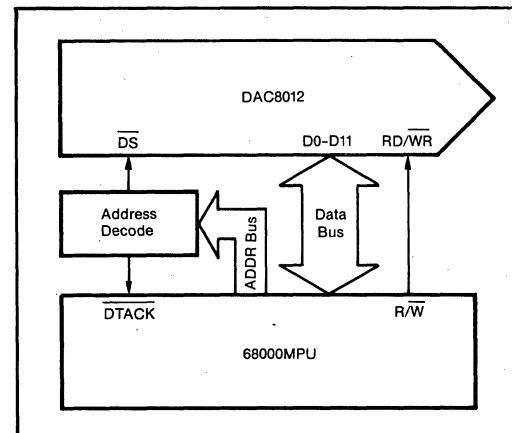 DAC8012
DS D0-D11 RD/WR
Address
Decode
ADDR Bus
Data
Bus
DTACK R/W
68000MPU